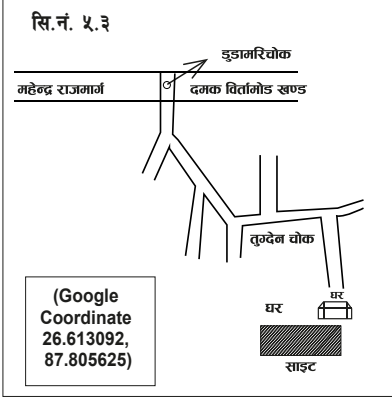 सि.नं. ५.३
डुडामरिचोक
महेन्द्र राजमार्ग
दमक विर्तामोड खण्ड
तुम्देन चोक
(Google
Coordinate
26.613092,
87.805625)
घर
घर
साइट